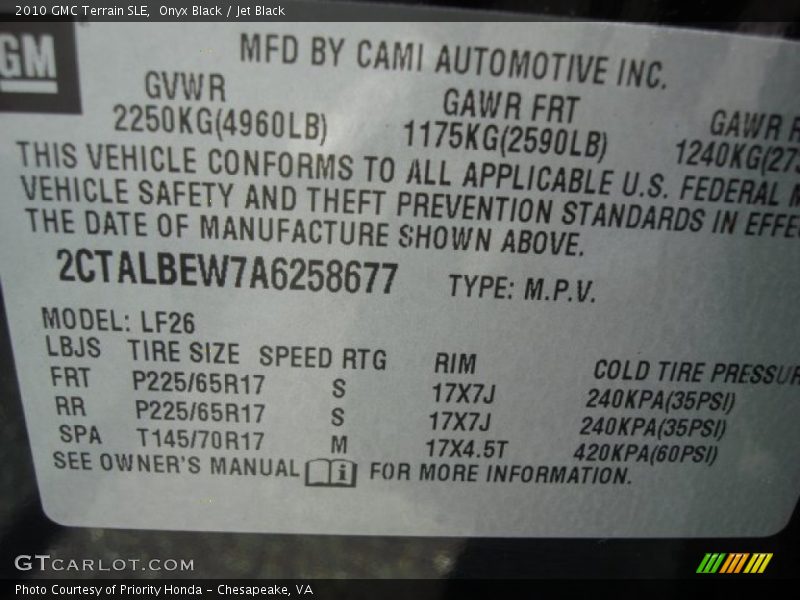 2010 GMC Terrain SLE,  Onyx Black / Jet Black
GM
MFD BY CAMI AUTOMOTIVE INC.
GVWR GAWR FRT GAWR
2250KG(4960LB) 1175KG(2590LB) 1240KG(
THIS VEHICLE CONFORMS TO ALL APPLICABLE U.S. FEDERAL
VEHICLE SAFETY AND THEFT PREVENTION STANDARDS IN EFFE
THE DATE OF MANUFACTURE SHOWN ABOVE.
2CTALBEW7A6258677 TYPE: M.P.V.
MODEL: LF26
LBJS TIRE SIZE SPEED RTG RIM COLD TIRE PRESSUR
FRT P225/65R17 S 17X7J 240KPA(35PSI)
RR P225/65R17 S 17X7J 240KPA(35PSI)
SPA T145/70R17 M 17X4.5T 420KPA(60PSI)
SEE OWNER'S MANUAL i FOR MORE INFORMATION.
GTCARLOT.COM
Photo Courtesy of Priority Honda - Chesapeake, VA